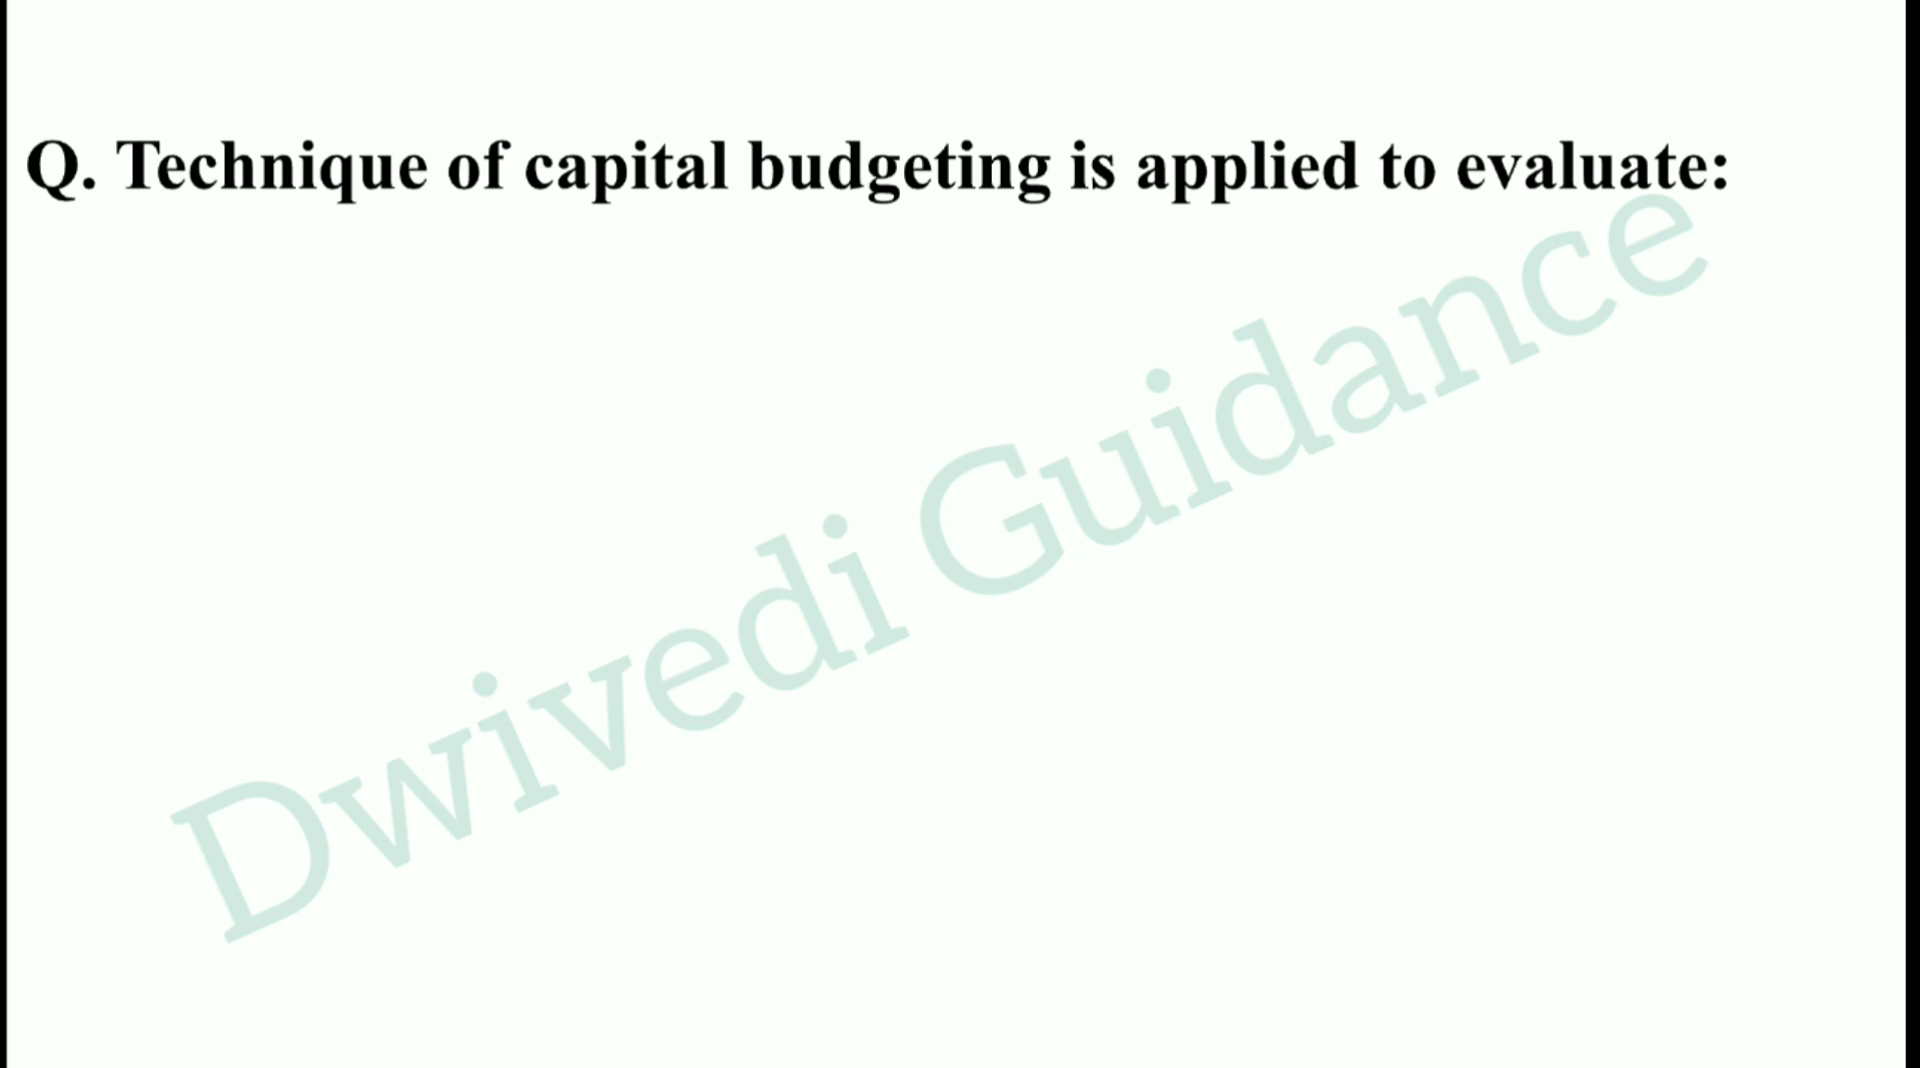 Q. Technique of capital budgeting is applied to evaluate:
Dwivedi Guidance